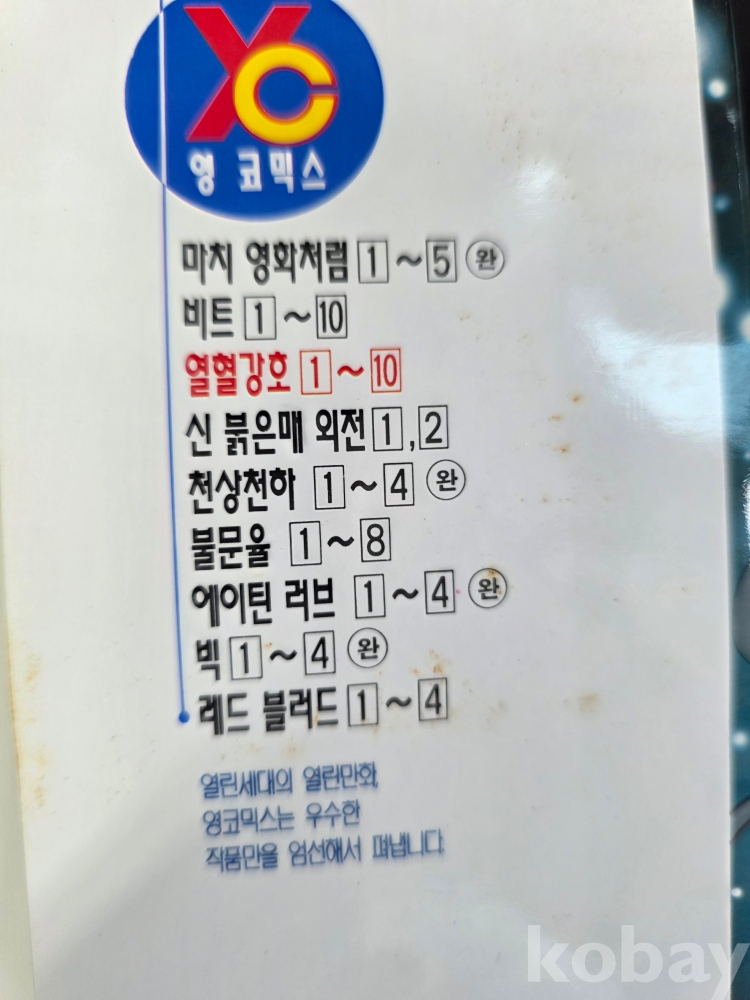 YC
영 코믹스
마치 영화처럼 1~5 완
비트 1~10
열혈강호 1~10
신 붉은매 외전 1,2
천상천하 1~4 완
불문율 1~8
에이틴 러브 1~4 완
빅 1~4 완
레드 블러드 1~4
열린세대의 열린만화,
영코믹스는 우수한
작품만을 엄선해서 펴냅니다.
kobay